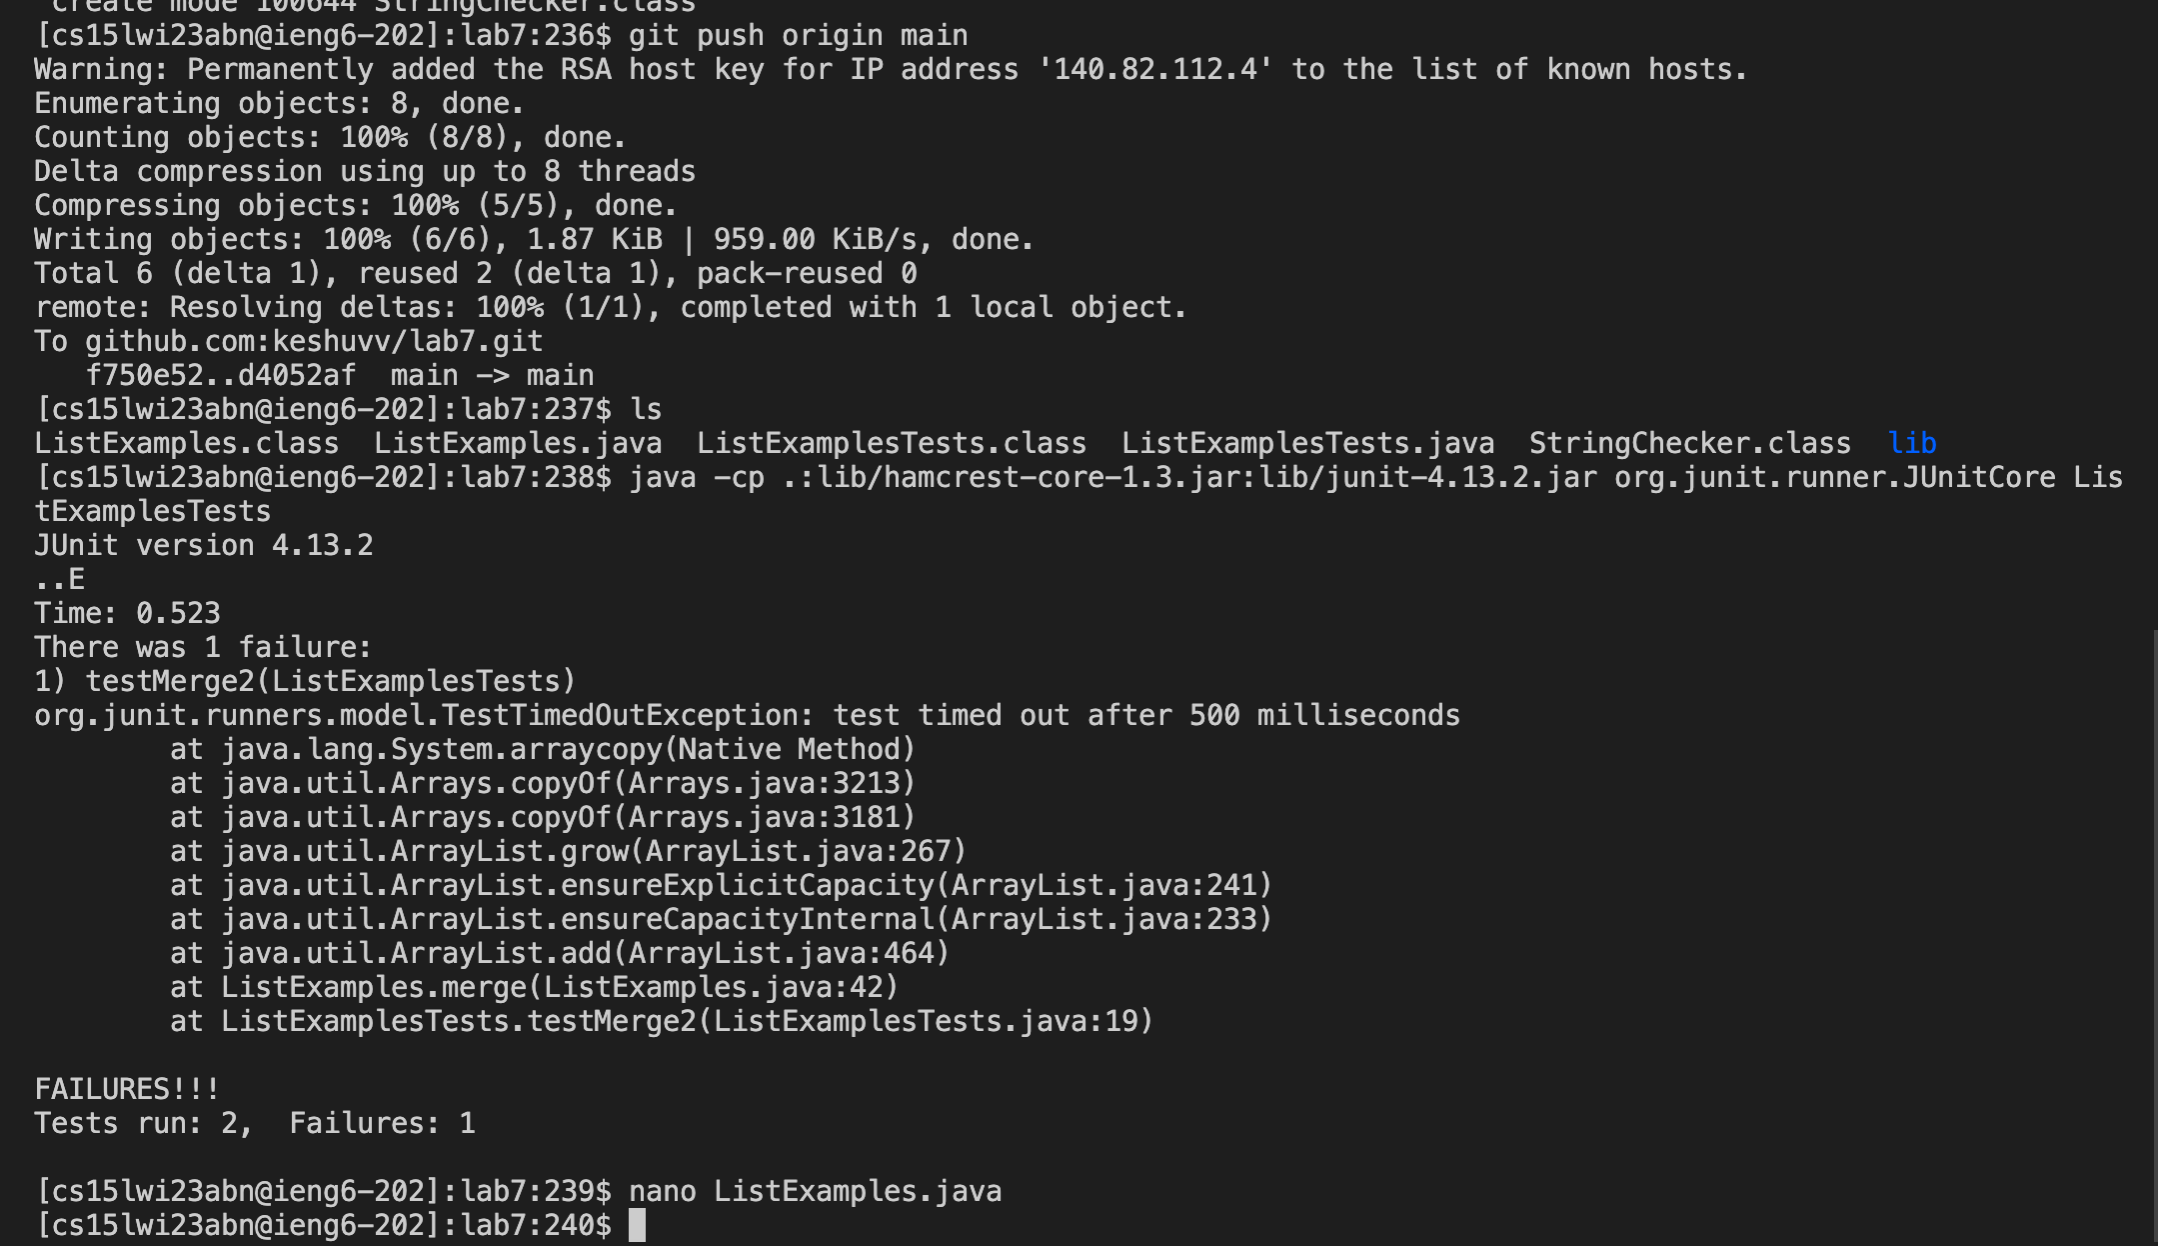 create mode 100644 StringChecker.class
[cs15lwi23abn@ieng6-202]:lab7:236$ git push origin main
Warning: Permanently added the RSA host key for IP address '140.82.112.4' to the list of known hosts.
Enumerating objects: 8, done.
Counting objects: 100% (8/8), done.
Delta compression using up to 8 threads
Compressing objects: 100% (5/5), done.
Writing objects: 100% (6/6), 1.87 KiB | 959.00 KiB/s, done.
Total 6 (delta 1), reused 2 (delta 1), pack-reused 0
remote: Resolving deltas: 100% (1/1), completed with 1 local object.
To github.com:keshuvv/lab7.git
   f750e52..d4052af  main -> main
[cs15lwi23abn@ieng6-202]:lab7:237$ ls
ListExamples.class  ListExamples.java  ListExamplesTests.class  ListExamplesTests.java  StringChecker.class  lib
[cs15lwi23abn@ieng6-202]:lab7:238$ java -cp .:lib/hamcrest-core-1.3.jar:lib/junit-4.13.2.jar org.junit.runner.JUnitCore Lis
tExamplesTests
JUnit version 4.13.2
..E
Time: 0.523
There was 1 failure:
1) testMerge2(ListExamplesTests)
org.junit.runners.model.TestTimedOutException: test timed out after 500 milliseconds
        at java.lang.System.arraycopy(Native Method)
        at java.util.Arrays.copyOf(Arrays.java:3213)
        at java.util.Arrays.copyOf(Arrays.java:3181)
        at java.util.ArrayList.grow(ArrayList.java:267)
        at java.util.ArrayList.ensureExplicitCapacity(ArrayList.java:241)
        at java.util.ArrayList.ensureCapacityInternal(ArrayList.java:233)
        at java.util.ArrayList.add(ArrayList.java:464)
        at ListExamples.merge(ListExamples.java:42)
        at ListExamplesTests.testMerge2(ListExamplesTests.java:19)

FAILURES!!!
Tests run: 2,  Failures: 1

[cs15lwi23abn@ieng6-202]:lab7:239$ nano ListExamples.java
[cs15lwi23abn@ieng6-202]:lab7:240$